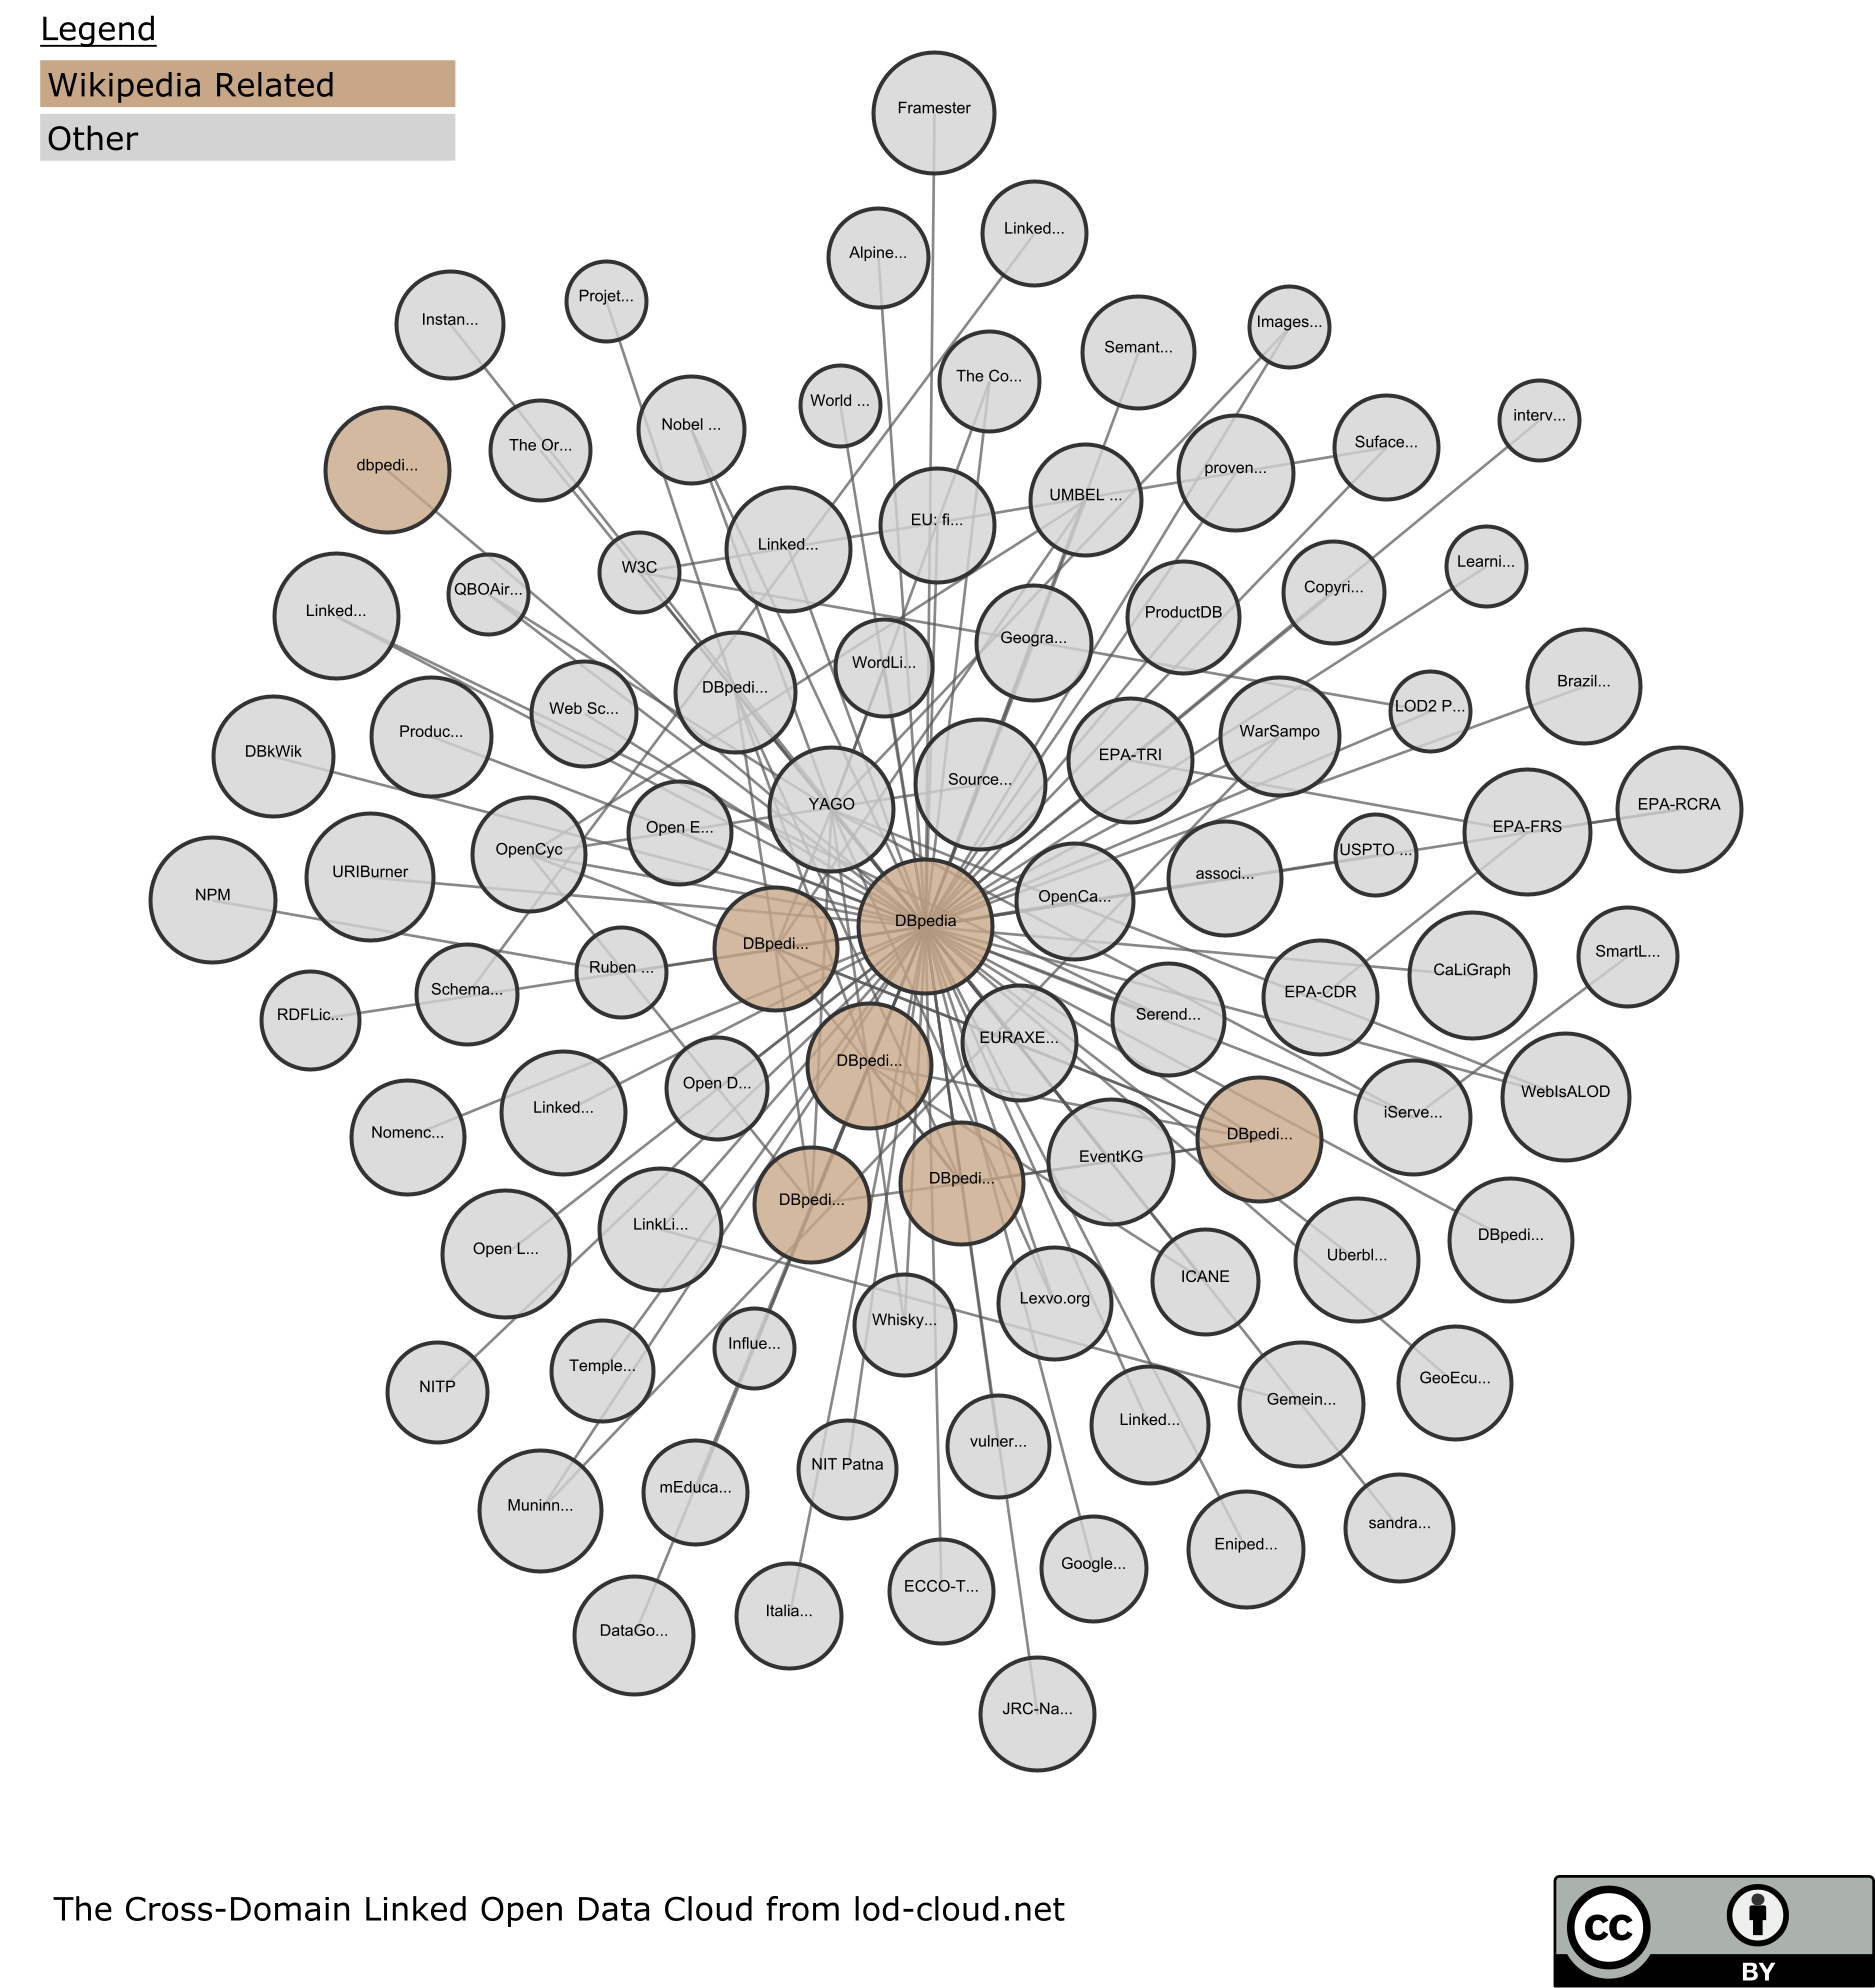 Legend
Wikipedia Related
Other
Framester
Linked...
Alpine...
Projet...
Instan...
Images...
Semant...
The Co...
World ...
interv...
Nobel ...
The Or...
Suface...
dbpedi...
proven...
UMBEL ...
EU: fi...
Linked...
W3C
Learni...
QBOAir...
Copyri...
Linked...
ProductDB
Geogra...
WordLi...
DBpedi...
Brazil...
Web Sc...
LOD2 P...
Produc...
WarSampo
DBkWik
EPA-TRI
Source...
YAGO
EPA-RCRA
Open E...
EPA-FRS
OpenCyc
USPTO ...
URIBurner
associ...
NPM
OpenCa...
DBpedia
DBpedi...
SmartL...
Ruben ...
CaLiGraph
Schema...
EPA-CDR
RDFLic...
Serend...
EURAXE...
DBpedi...
Open D...
WebIsALOD
Linked...
iServe...
Nomenc...
DBpedi...
EventKG
DBpedi...
DBpedi...
LinkLi...
DBpedi...
Open L...
Uberbl...
ICANE
Lexvo.org
Whisky...
Influe...
Temple...
GeoEcu...
NITP
Gemein...
Linked...
vulner...
NIT Patna
mEduca...
Muninn...
sandra...
Eniped...
Google...
ECCO-T...
Italia...
DataGo...
JRC-Na...
The Cross-Domain Linked Open Data Cloud from lod-cloud.net
cc
BY